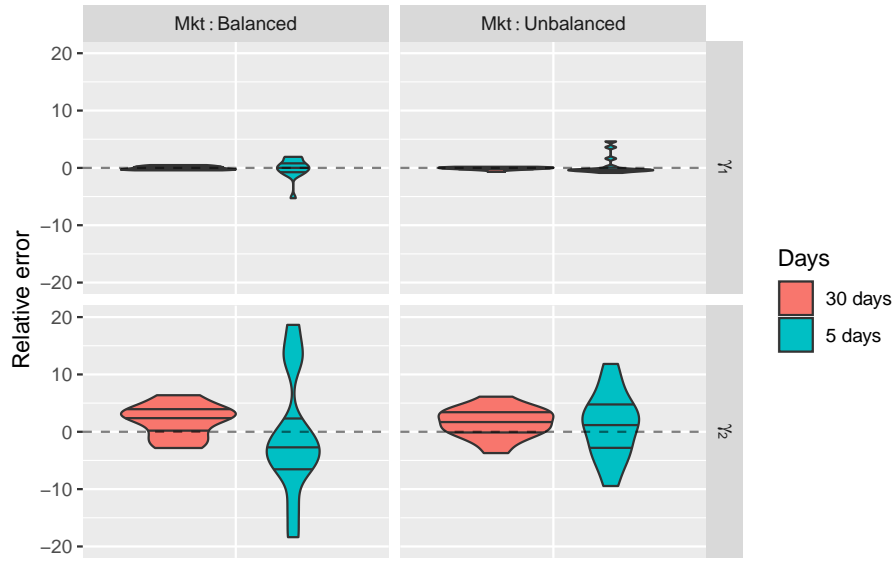 Mkt : Balanced
Mkt : Unbalanced
20
10
0
−10
−20
γ1
20
10
0
−10
−20
γ2
Relative error
Days
30 days
5 days